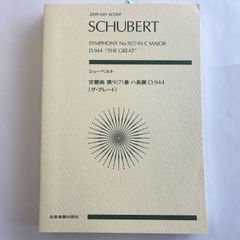 zen-on score
SCHUBERT
SYMPHONY No.9(7) IN C MAJOR
D.944 "THE GREAT"
シューベルト
交響曲 第9(7)番 ハ長調 D.944
〔ザ・グレート〕
全音楽譜出版社